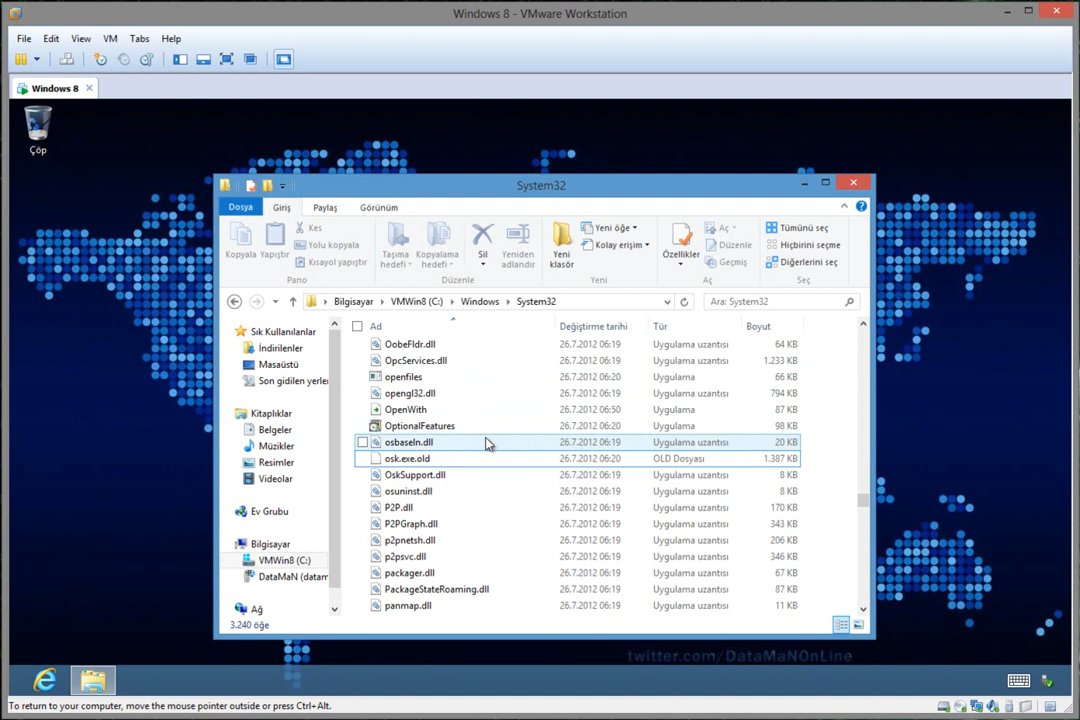 Windows 8 - VMware Workstation
File Edit View VM Tabs Help
Windows 8
Çöp
System32
Dosya Giriş Paylaş Görünüm
Kopyala
Yapıştır
Kes
Yolu kopyala
Kısayol yapıştır
Pano
Taşıma hedefi
Kopyalama hedefi
Sil
Yeniden adlandır
Düzenle
Yeni klasör
Yeni öğe
Kolay erişim
Yeni
Özellikler
Aç
Düzenle
Geçmiş
Aç
Tümünü seç
Hiçbirini seçme
Diğerlerini seç
Seç
Bilgisayar VMWin8 (C:) Windows System32
Ara: System32
Sık Kullanılanlar
İndirilenler
Masaüstü
Son gidilen yerler
Kitaplıklar
Belgeler
Müzikler
Resimler
Videolar
Ev Grubu
Bilgisayar
VMWin8 (C:)
DataMaN (datam
Ağ
Ad Değiştirme tarihi Tür Boyut
OobeFldr.dll 26.7.2012 06:19 Uygulama uzantısı 64 KB
OpcServices.dll 26.7.2012 06:19 Uygulama uzantısı 1.233 KB
openfiles 26.7.2012 06:20 Uygulama 66 KB
opengl32.dll 26.7.2012 06:19 Uygulama uzantısı 794 KB
OpenWith 26.7.2012 06:50 Uygulama 87 KB
OptionalFeatures 26.7.2012 06:20 Uygulama 98 KB
osbaseln.dll 26.7.2012 06:19 Uygulama uzantısı 20 KB
osk.exe.old 26.7.2012 06:20 OLD Dosyası 1.387 KB
OskSupport.dll 26.7.2012 06:19 Uygulama uzantısı 8 KB
osuninst.dll 26.7.2012 06:19 Uygulama uzantısı 8 KB
P2P.dll 26.7.2012 06:19 Uygulama uzantısı 170 KB
P2PGraph.dll 26.7.2012 06:19 Uygulama uzantısı 343 KB
p2pnetsh.dll 26.7.2012 06:19 Uygulama uzantısı 206 KB
p2psvc.dll 26.7.2012 06:19 Uygulama uzantısı 346 KB
packager.dll 26.7.2012 06:19 Uygulama uzantısı 67 KB
PackageStateRoaming.dll 26.7.2012 06:19 Uygulama uzantısı 87 KB
panmap.dll 26.7.2012 06:19 Uygulama uzantısı 11 KB
3.240 öğe
twitter.com/DataMaNOnLine
To return to your computer, move the mouse pointer outside or press Ctrl+Alt.